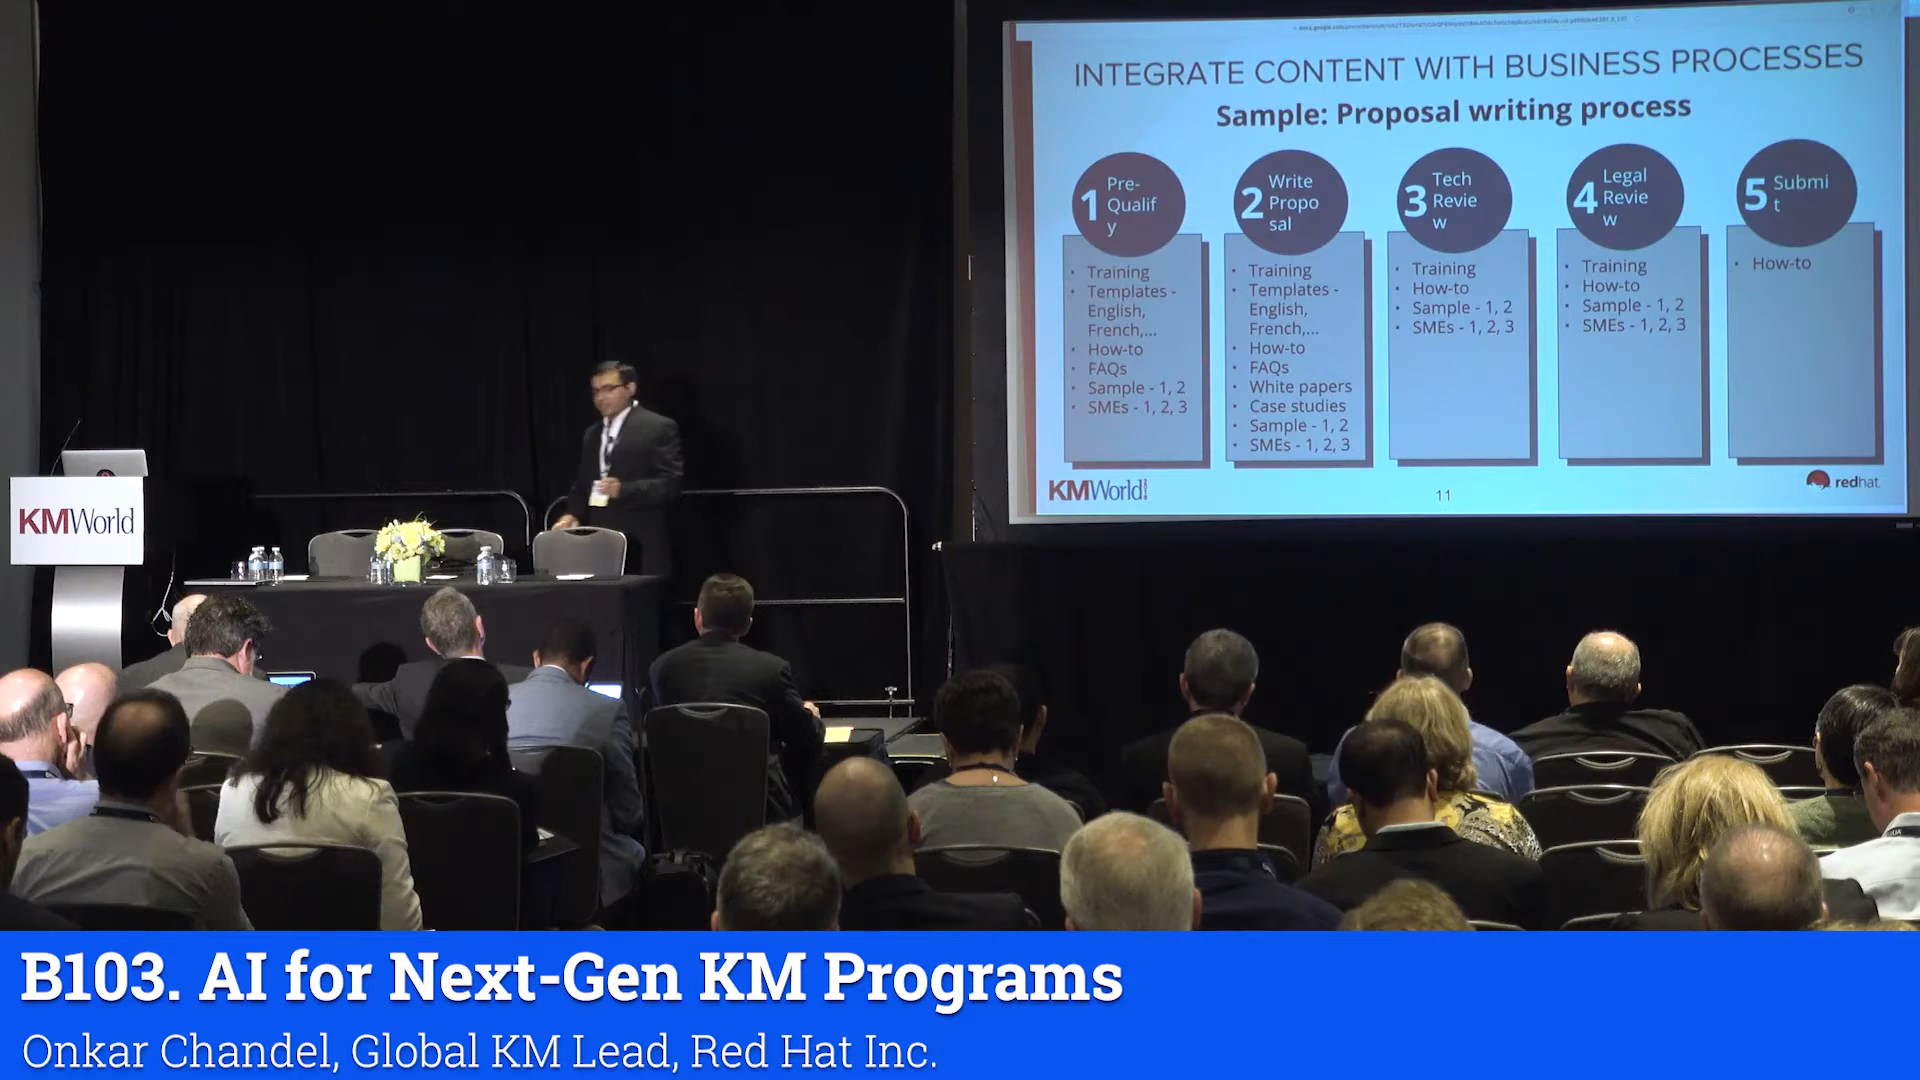 INTEGRATE CONTENT WITH BUSINESS PROCESSES
Sample: Proposal writing process
1 Pre-
Qualif
y
• Training
• Templates -
English,
French,...
• How-to
• FAQs
• Sample - 1, 2
• SMEs - 1, 2, 3
2 Write
Propo
sal
• Training
• Templates -
English,
French,...
• How-to
• FAQs
• White papers
• Case studies
• Sample - 1, 2
• SMEs - 1, 2, 3
3 Tech
Revie
w
• Training
• How-to
• Sample - 1, 2
• SMEs - 1, 2, 3
4 Legal
Revie
w
• Training
• How-to
• Sample - 1, 2
• SMEs - 1, 2, 3
5 Submi
t
• How-to
KMWorld
11
redhat
KMWorld
B103. AI for Next-Gen KM Programs
Onkar Chandel, Global KM Lead, Red Hat Inc.